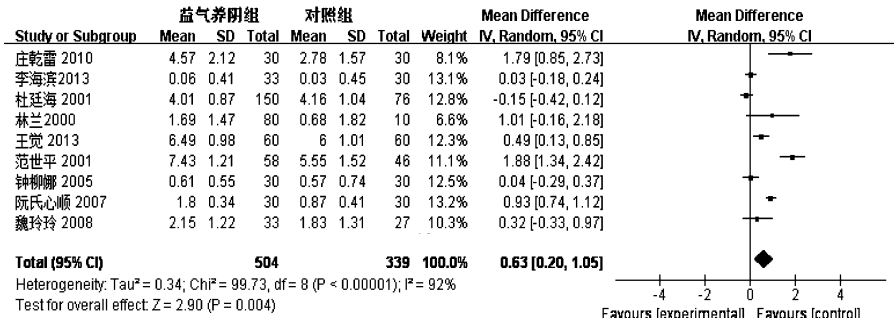 益气养阴组 对照组 Mean Difference Mean Difference
Study or Subgroup Mean SD Total Mean SD Total Weight IV, Random, 95% CI IV, Random, 95% CI
庄乾雷 2010 4.57 2.12 30 2.78 1.57 30 8.1% 1.79 [0.85, 2.73]
李海滨2013 0.06 0.41 33 0.03 0.45 30 13.1% 0.03 [-0.18, 0.24]
杜廷海 2001 4.01 0.87 150 4.16 1.04 76 12.8% -0.15 [-0.42, 0.12]
林兰2000 1.69 1.47 80 0.68 1.82 10 6.6% 1.01 [-0.16, 2.18]
王觉 2013 6.49 0.98 60 6 1.01 60 12.2% 0.49 [0.13, 0.85]
范世平 2001 7.43 1.21 58 5.55 1.52 46 11.1% 1.88 [1.34, 2.42]
钟柳娜 2005 0.61 0.55 30 0.57 0.74 30 12.5% 0.04 [-0.29, 0.37]
阮氏心顺 2007 1.8 0.34 30 0.87 0.41 30 13.2% 0.93 [0.74, 1.12]
魏玲玲 2008 2.15 1.22 33 1.83 1.31 27 10.3% 0.32 [-0.33, 0.97]
Total (95% CI) 504 339 100.0% 0.63 [0.20, 1.05]
Heterogeneity: Tau² = 0.34; Chi² = 99.73, df = 8 (P < 0.00001); I² = 92%
Test for overall effect: Z = 2.90 (P = 0.004)
-4 -2 0 2 4
Favours [experimental] Favours [control]